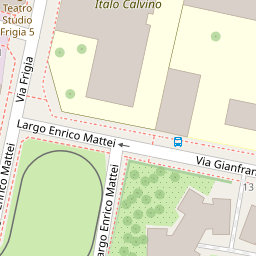 Italo Calvino
Teatro
Studio
Frigia 5
Via Frigia
Largo Enrico Mattei
Via Gianfran
13
Enrico Mattei
Largo Enrico Mattei